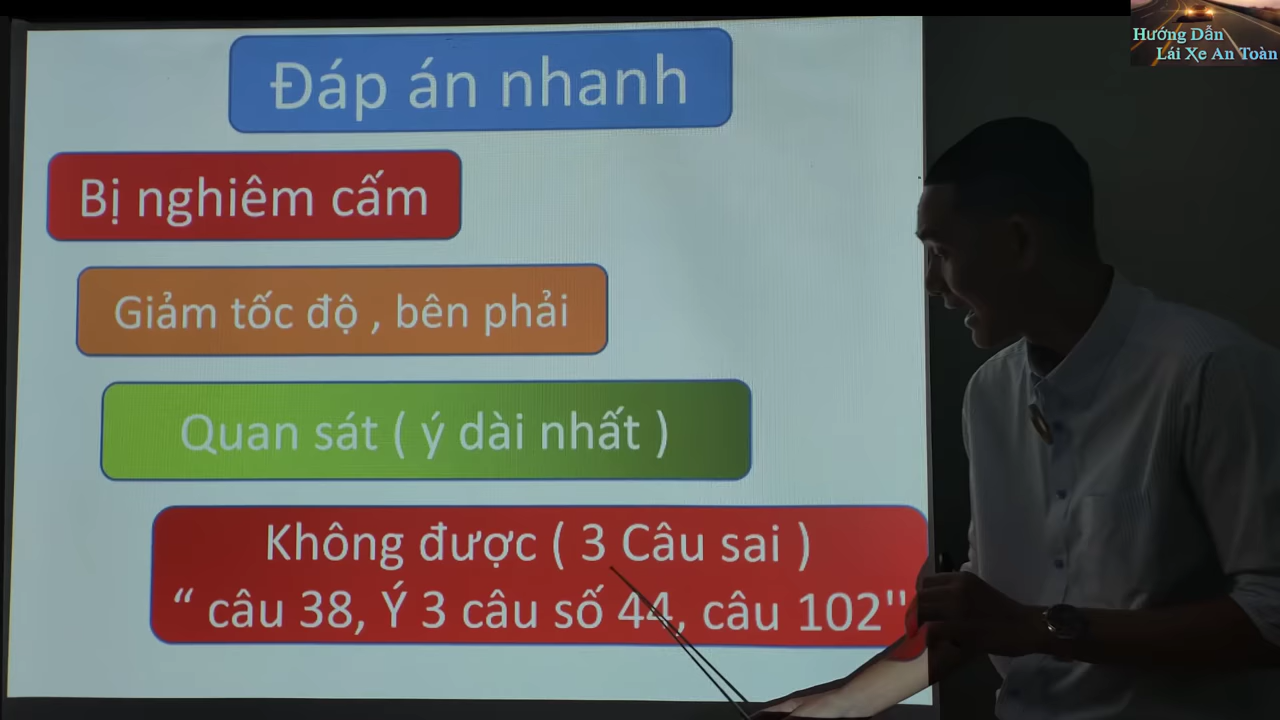 Hướng Dẫn
Lái Xe An Toàn
Đáp án nhanh
Bị nghiêm cấm
Giảm tốc độ , bên phải
Quan sát ( ý dài nhất )
Không được ( 3 Câu sai )
“ câu 38, Ý 3 câu số 44, câu 102''